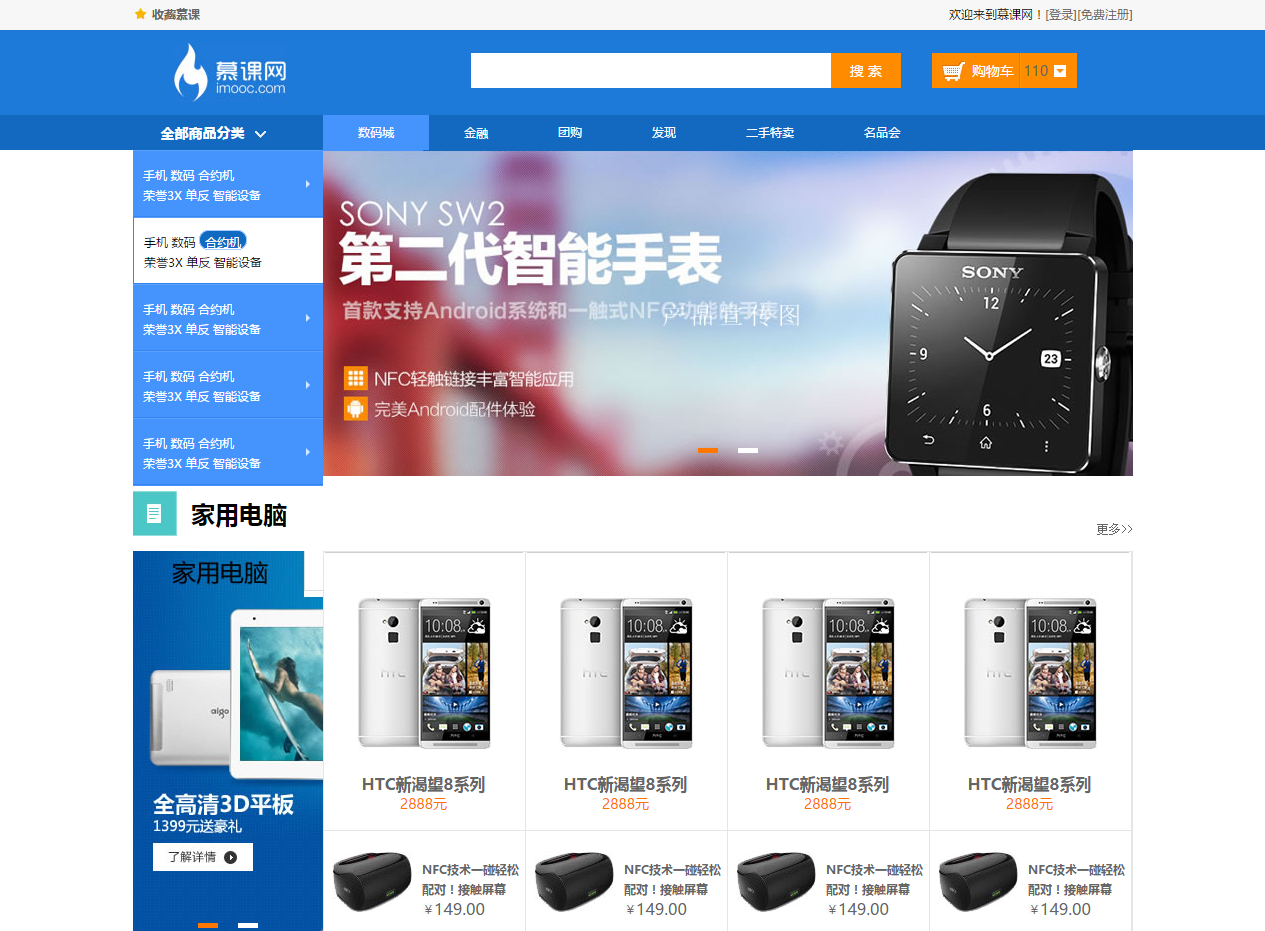 收藏慕课
欢迎来到慕课网！[登录][免费注册]
慕课网
imooc.com
搜 索
购物车 110
全部商品分类
数码城 金融 团购 发现 二手特卖 名品会
手机 数码 合约机
荣誉3X 单反 智能设备
手机 数码 合约机
荣誉3X 单反 智能设备
手机 数码 合约机
荣誉3X 单反 智能设备
手机 数码 合约机
荣誉3X 单反 智能设备
手机 数码 合约机
荣誉3X 单反 智能设备
SONY SW2
第二代智能手表
首款支持Android系统和一触式NFC功能的手表
产品宣传图
NFC轻触链接丰富智能应用
完美Android配件体验
SONY
12
9
23
6
家用电脑
更多>>
家用电脑
aigo
全高清3D平板
1399元送豪礼
了解详情
hTC
10:08
HTC新渴望8系列
2888元
hTC
10:08
HTC新渴望8系列
2888元
hTC
10:08
HTC新渴望8系列
2888元
hTC
10:08
HTC新渴望8系列
2888元
NFC技术一碰轻松
配对！接触屏幕
￥149.00
NFC技术一碰轻松
配对！接触屏幕
￥149.00
NFC技术一碰轻松
配对！接触屏幕
￥149.00
NFC技术一碰轻松
配对！接触屏幕
￥149.00